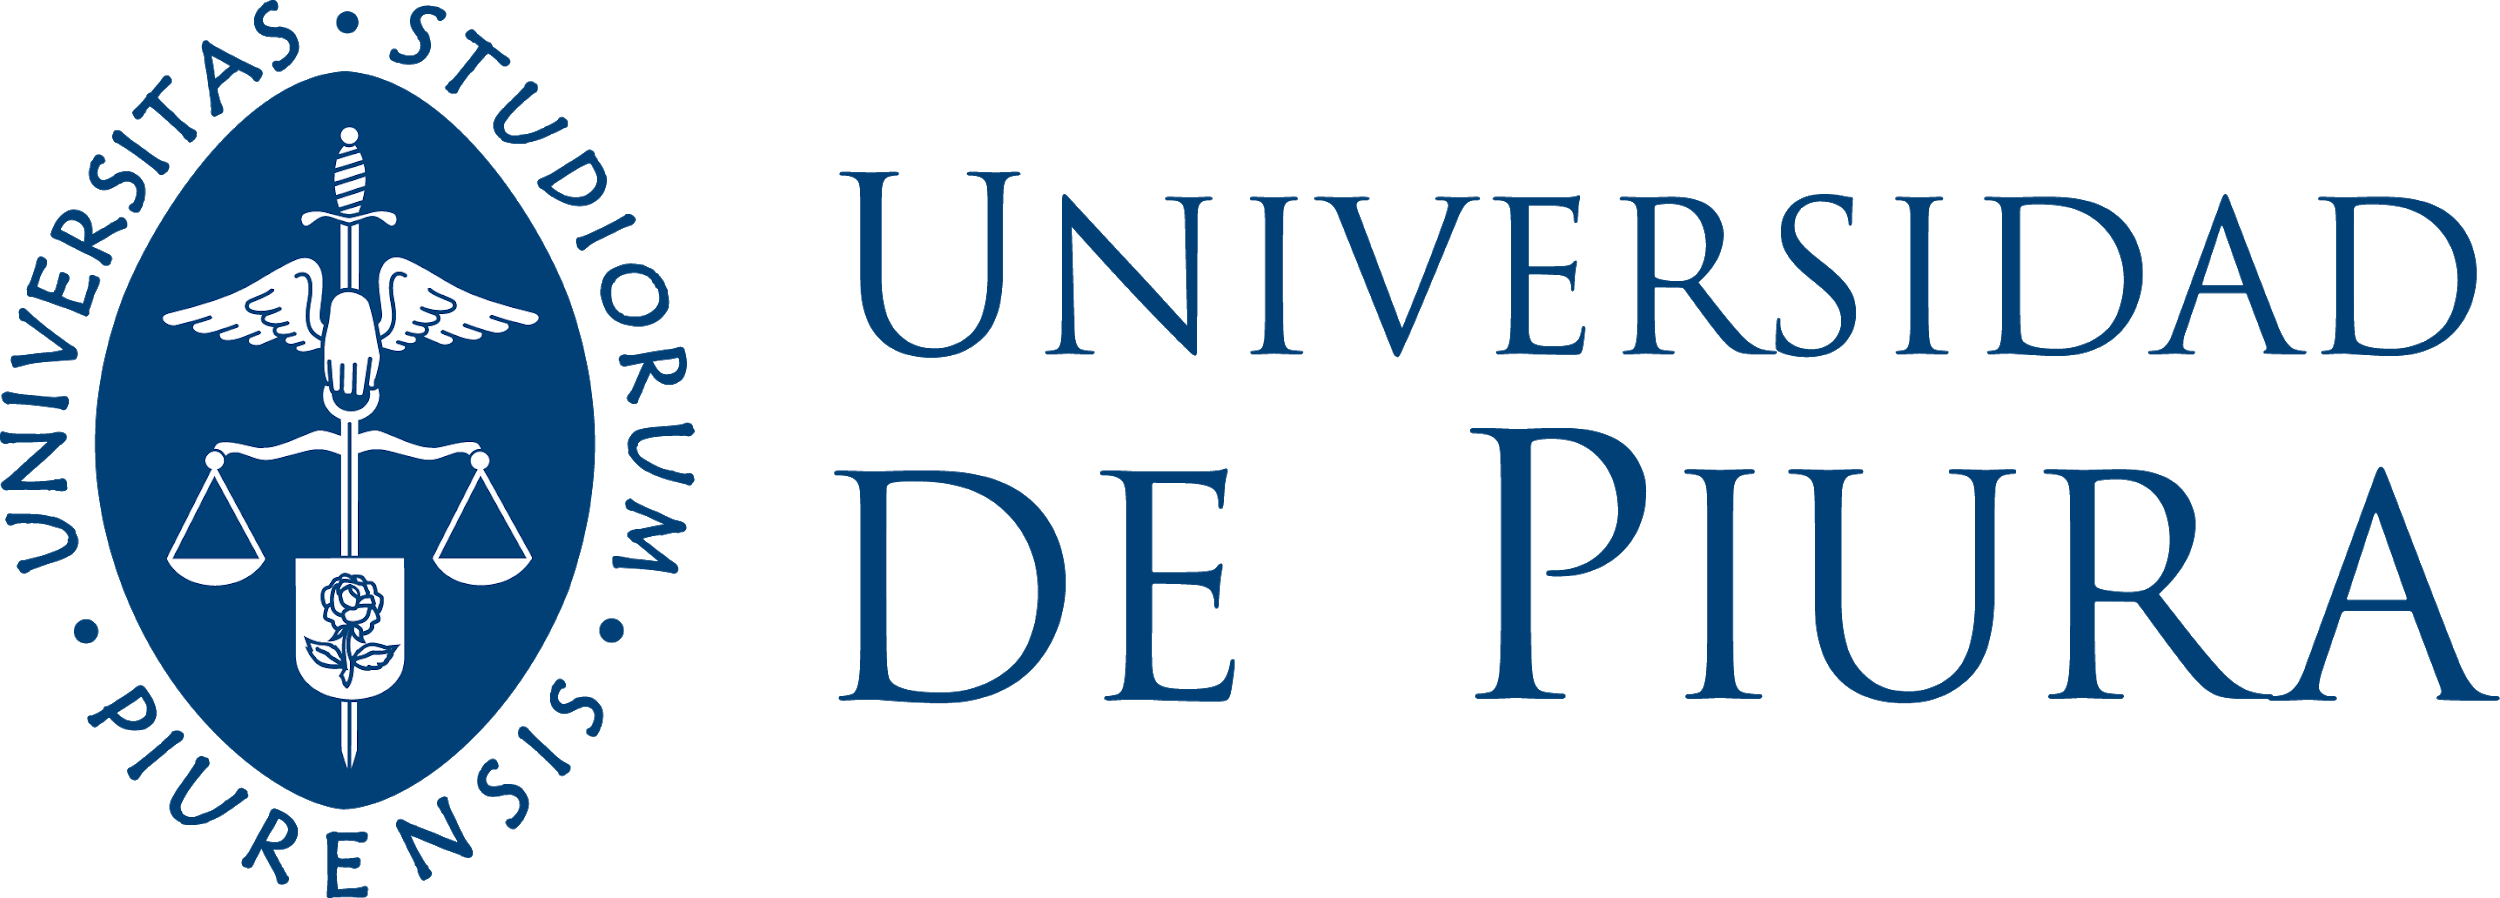 UNIVERSITAS · STUDIORUM · PIURENSIS ·
UNIVERSIDAD
DE PIURA